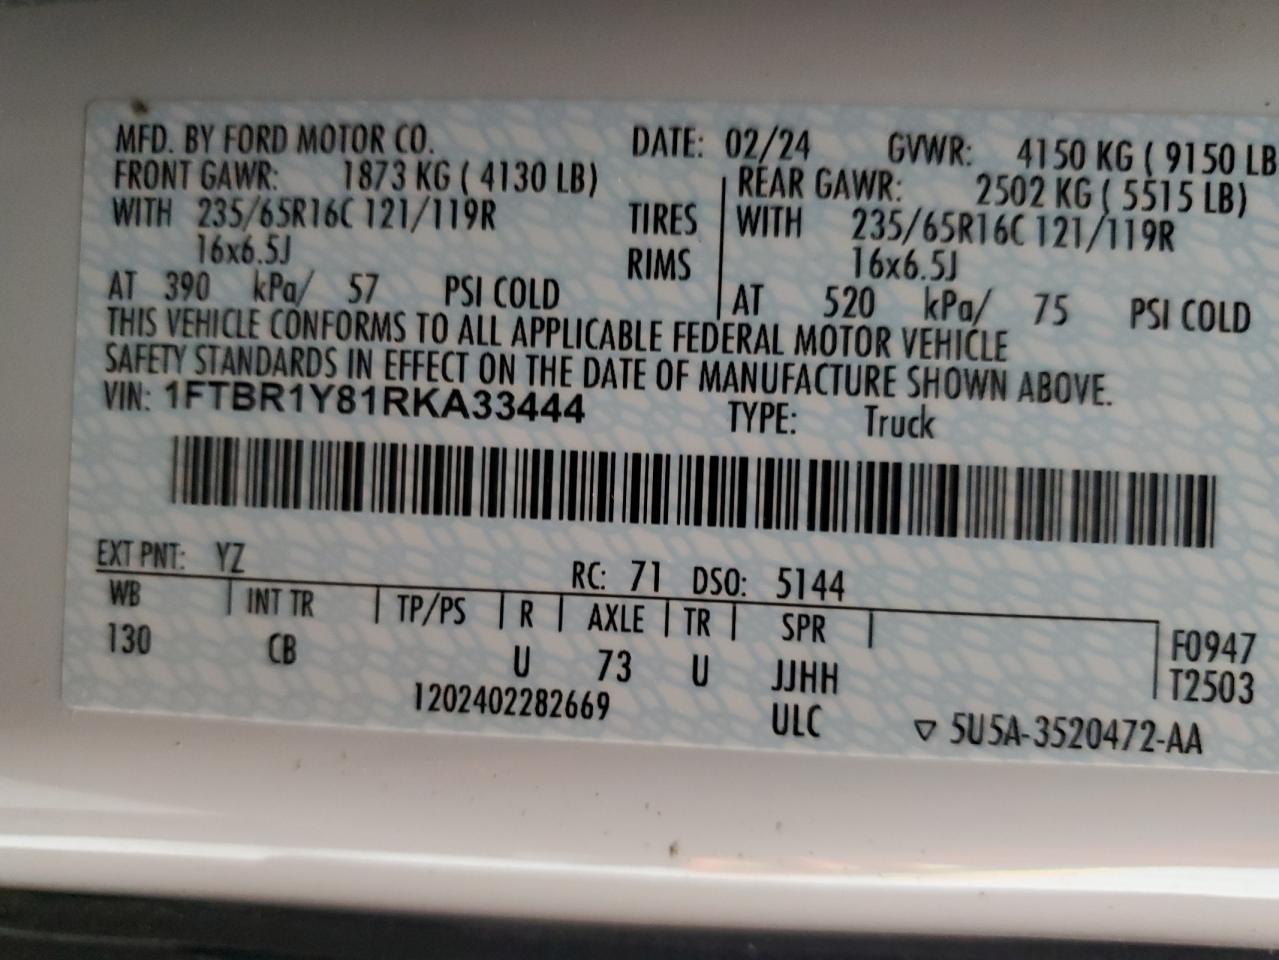 MFD. BY FORD MOTOR CO. DATE: 02/24 GVWR: 4150 KG ( 9150 LB
FRONT GAWR: 1873 KG ( 4130 LB) REAR GAWR: 2502 KG ( 5515 LB)
WITH 235/65R16C 121/119R TIRES WITH 235/65R16C 121/119R
16x6.5J RIMS 16x6.5J
AT 390 kPa/ 57 PSI COLD AT 520 kPa/ 75 PSI COLD
THIS VEHICLE CONFORMS TO ALL APPLICABLE FEDERAL MOTOR VEHICLE
SAFETY STANDARDS IN EFFECT ON THE DATE OF MANUFACTURE SHOWN ABOVE.
VIN: 1FTBR1Y81RKA33444 TYPE: Truck
EXT PNT: YZ RC: 71 DSO: 5144
WB INT TR TP/PS R AXLE TR SPR F0947
130 CB U 73 U JJHH T2503
1202402282669 ULC ▽ 5U5A-3520472-AA